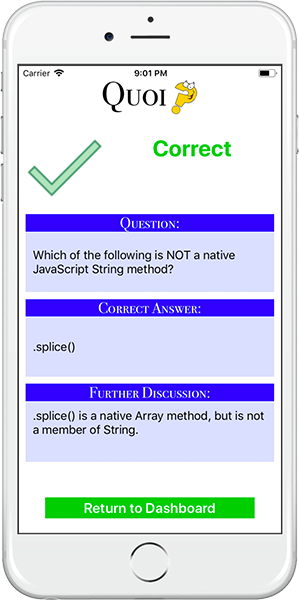 Carrier 9:01 PM
Quoi
Correct
Question:
Which of the following is NOT a native
JavaScript String method?
Correct Answer:
.splice()
Further Discussion:
.splice() is a native Array method, but is not
a member of String.
Return to Dashboard